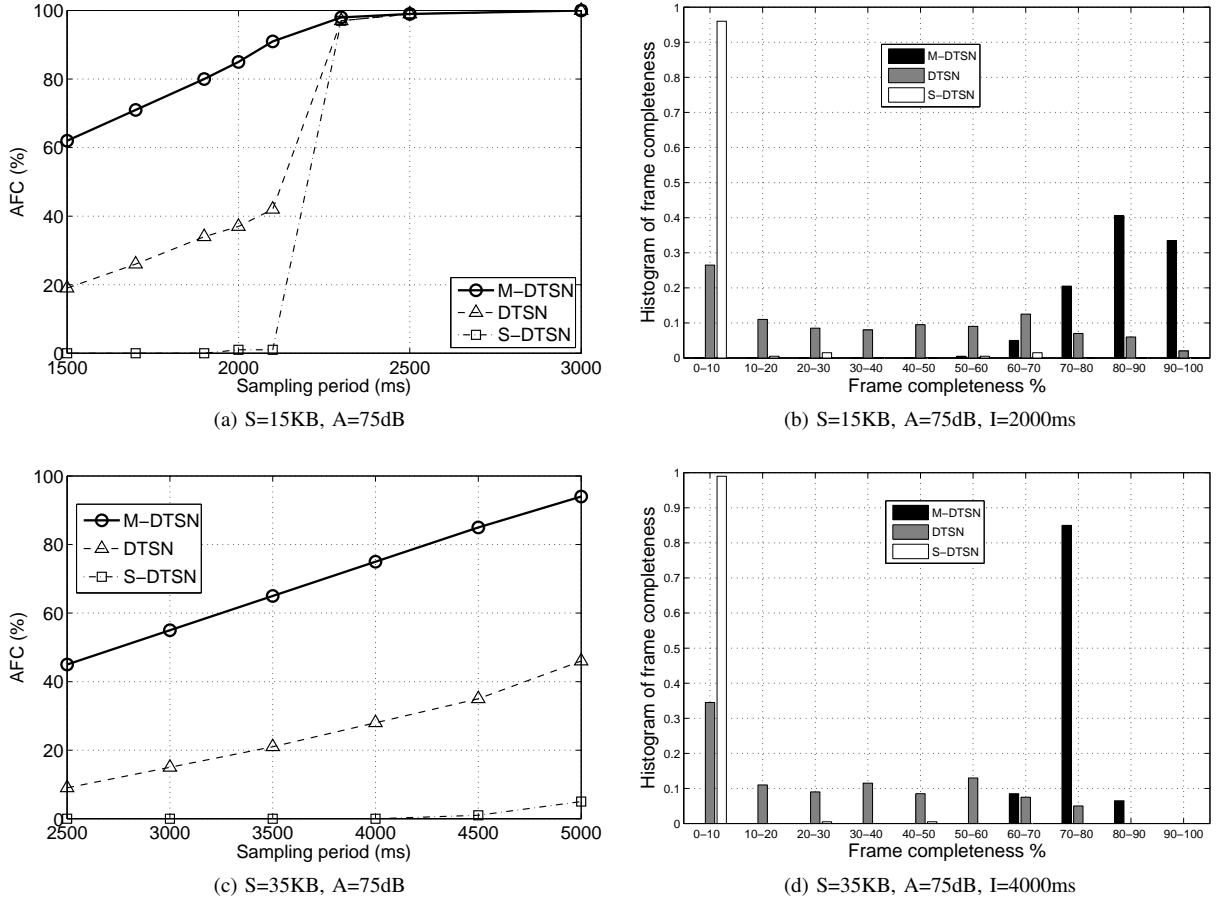 100
80
60
40
20
0
1500
2000
2500
3000
AFC (%)
Sampling period (ms)
M−DTSN
DTSN
S−DTSN
(a) S=15KB, A=75dB
1
0.9
0.8
0.7
0.6
0.5
0.4
0.3
0.2
0.1
0
0−10
10−20
20−30
30−40
40−50
50−60
60−70
70−80
80−90
90−100
Histogram of frame completeness
Frame completeness %
M−DTSN
DTSN
S−DTSN
(b) S=15KB, A=75dB, I=2000ms
100
80
60
40
20
0
2500
3000
3500
4000
4500
5000
AFC (%)
Sampling period (ms)
M−DTSN
DTSN
S−DTSN
(c) S=35KB, A=75dB
1
0.9
0.8
0.7
0.6
0.5
0.4
0.3
0.2
0.1
0
0−10
10−20
20−30
30−40
40−50
50−60
60−70
70−80
80−90
90−100
Histogram of frame completeness
Frame completeness %
M−DTSN
DTSN
S−DTSN
(d) S=35KB, A=75dB, I=4000ms